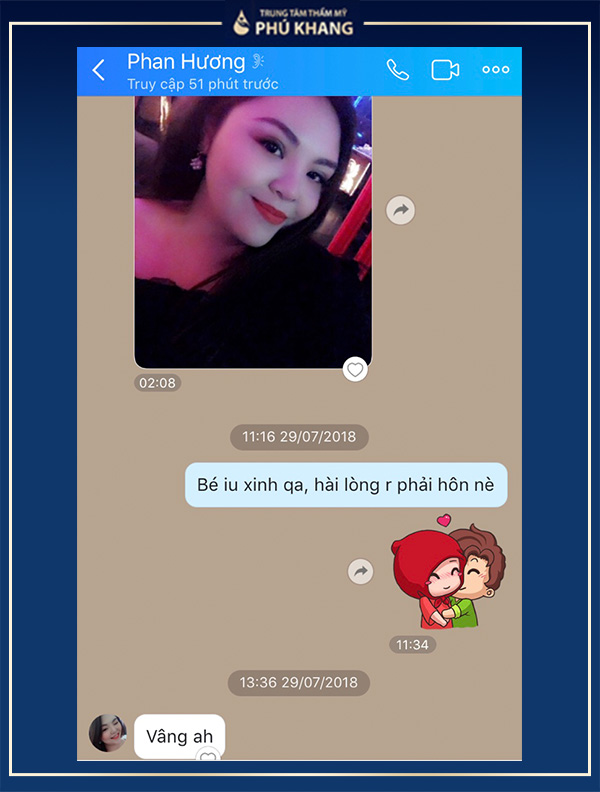 TRUNG TÂM THẨM MỸ
PHÚ KHANG
Phan Hương
Truy cập 51 phút trước
02:08
11:16 29/07/2018
Bé iu xinh qa, hài lòng r phải hôn nè
11:34
13:36 29/07/2018
Vâng ah